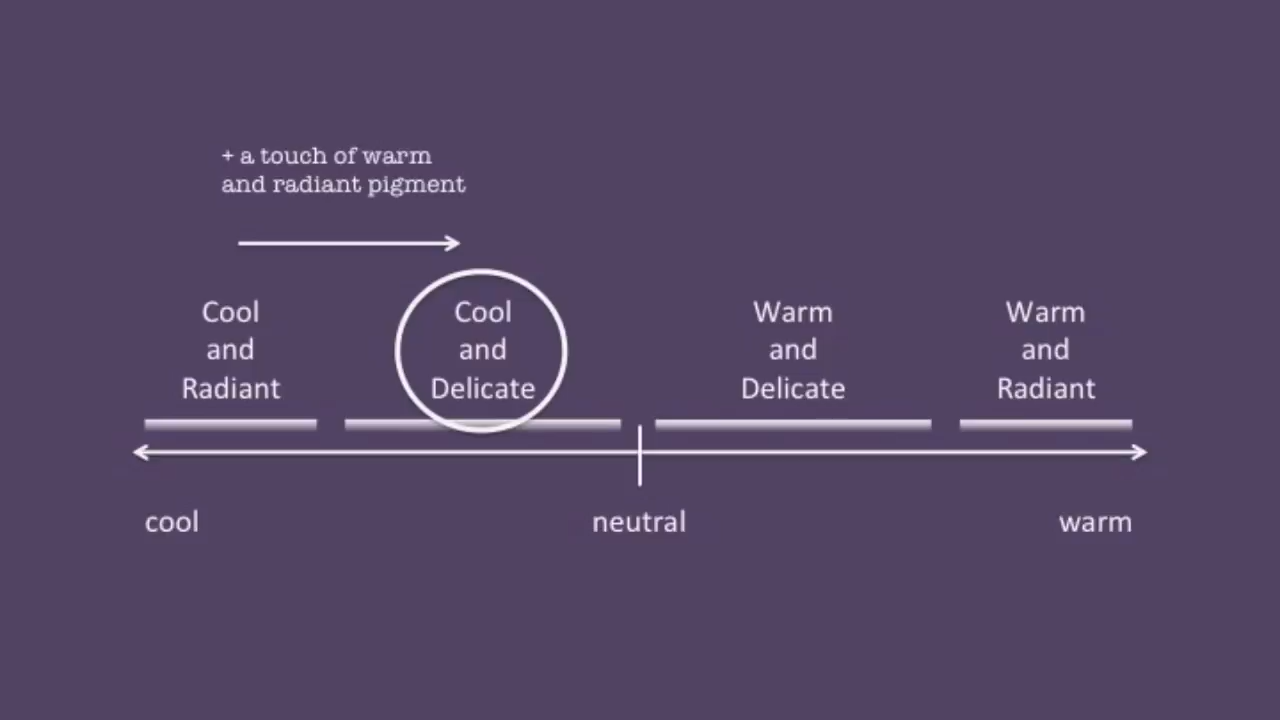 + a touch of warm
and radiant pigment
Cool
and
Radiant
Cool
and
Delicate
Warm
and
Delicate
Warm
and
Radiant
cool
neutral
warm